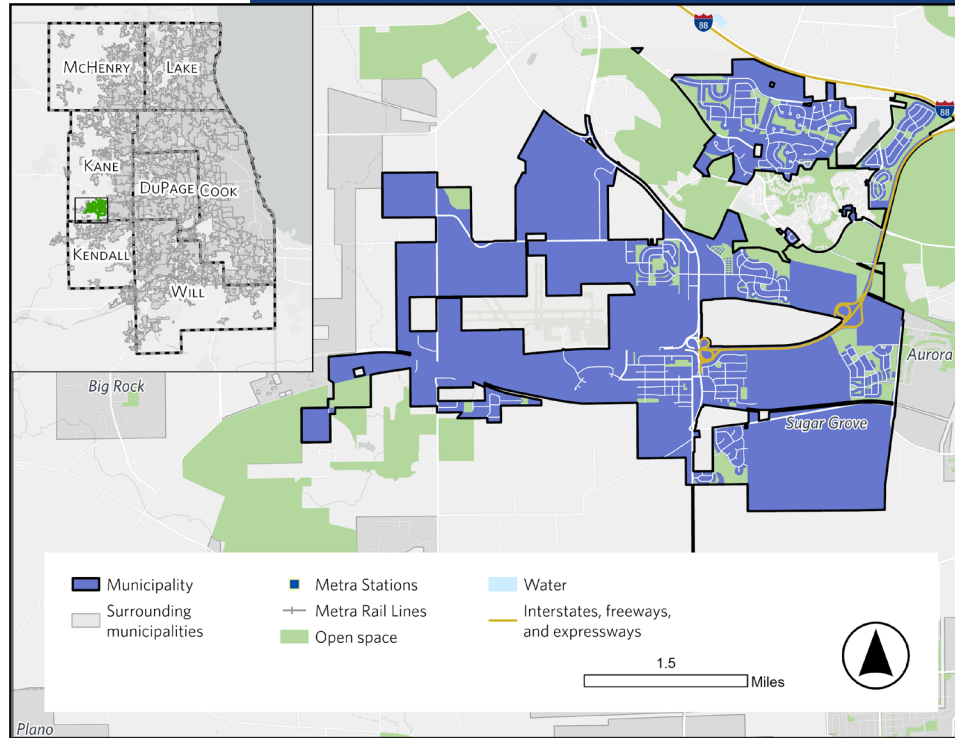 McHENRY
LAKE
KANE
DUPAGE
COOK
KENDALL
WILL
88
88
Big Rock
Aurora
Sugar Grove
Municipality
Surrounding
municipalities
Metra Stations
Metra Rail Lines
Open space
Water
Interstates, freeways,
and expressways
1.5
Miles
Plano